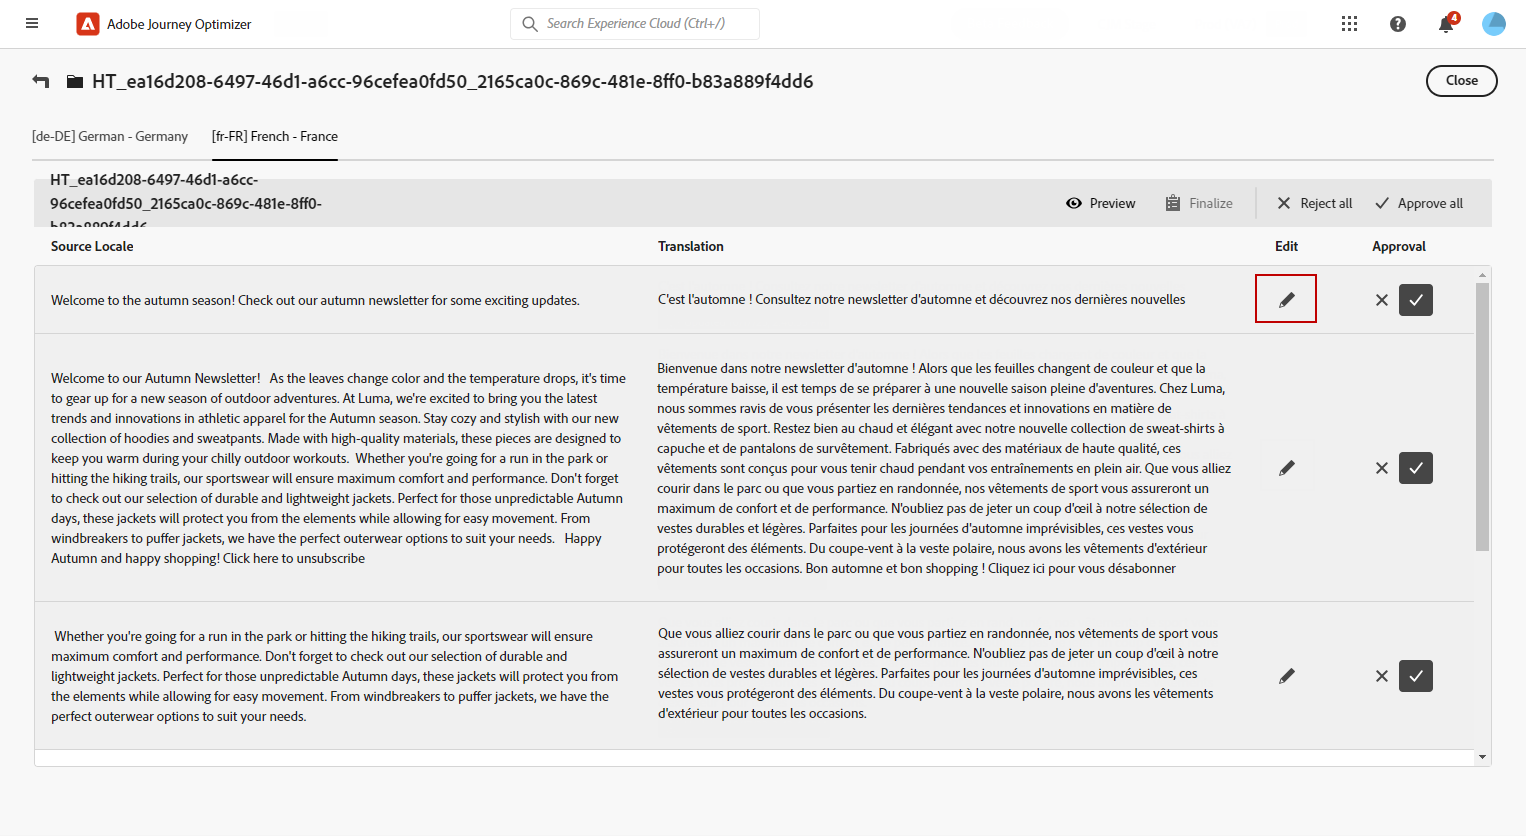 Adobe Journey Optimizer
Search Experience Cloud (Ctrl+/)
4
HT_ea16d208-6497-46d1-a6cc-96cefea0fd50_2165ca0c-869c-481e-8ff0-b83a889f4dd6
Close
[de-DE] German - Germany
[fr-FR] French - France
HT_ea16d208-6497-46d1-a6cc-
96cefea0fd50_2165ca0c-869c-481e-8ff0-
b83a889f4dd6
Preview
Finalize
Reject all
Approve all
Source Locale
Translation
Edit
Approval
Welcome to the autumn season! Check out our autumn newsletter for some exciting updates.
C'est l'automne ! Consultez notre newsletter d'automne et découvrez nos dernières nouvelles
Welcome to our Autumn Newsletter!   As the leaves change color and the temperature drops, it's time
to gear up for a new season of outdoor adventures. At Luma, we're excited to bring you the latest
trends and innovations in athletic apparel for the Autumn season. Stay cozy and stylish with our new
collection of hoodies and sweatpants. Made with high-quality materials, these pieces are designed to
keep you warm during your chilly outdoor workouts.  Whether you're going for a run in the park or
hitting the hiking trails, our sportswear will ensure maximum comfort and performance. Don't forget
to check out our selection of durable and lightweight jackets. Perfect for those unpredictable Autumn
days, these jackets will protect you from the elements while allowing for easy movement. From
windbreakers to puffer jackets, we have the perfect outerwear options to suit your needs.   Happy
Autumn and happy shopping! Click here to unsubscribe
Bienvenue dans notre newsletter d'automne ! Alors que les feuilles changent de couleur et que la
température baisse, il est temps de se préparer à une nouvelle saison pleine d'aventures. Chez Luma,
nous sommes ravis de vous présenter les dernières tendances et innovations en matière de
vêtements de sport. Restez bien au chaud et élégant avec notre nouvelle collection de sweat-shirts à
capuche et de pantalons de survêtement. Fabriqués avec des matériaux de haute qualité, ces
vêtements sont conçus pour vous tenir chaud pendant vos entraînements en plein air. Que vous alliez
courir dans le parc ou que vous partiez en randonnée, nos vêtements de sport vous assureront un
maximum de confort et de performance. N'oubliez pas de jeter un coup d'œil à notre sélection de
vestes durables et légères. Parfaites pour les journées d'automne imprévisibles, ces vestes vous
protégeront des éléments. Du coupe-vent à la veste polaire, nous avons les vêtements d'extérieur
pour toutes les occasions. Bon automne et bon shopping ! Cliquez ici pour vous désabonner
Whether you're going for a run in the park or hitting the hiking trails, our sportswear will ensure
maximum comfort and performance. Don't forget to check out our selection of durable and
lightweight jackets. Perfect for those unpredictable Autumn days, these jackets will protect you from
the elements while allowing for easy movement. From windbreakers to puffer jackets, we have the
perfect outerwear options to suit your needs.
Que vous alliez courir dans le parc ou que vous partiez en randonnée, nos vêtements de sport vous
assureront un maximum de confort et de performance. N'oubliez pas de jeter un coup d'œil à notre
sélection de vestes durables et légères. Parfaites pour les journées d'automne imprévisibles, ces
vestes vous protégeront des éléments. Du coupe-vent à la veste polaire, nous avons les vêtements
d'extérieur pour toutes les occasions.